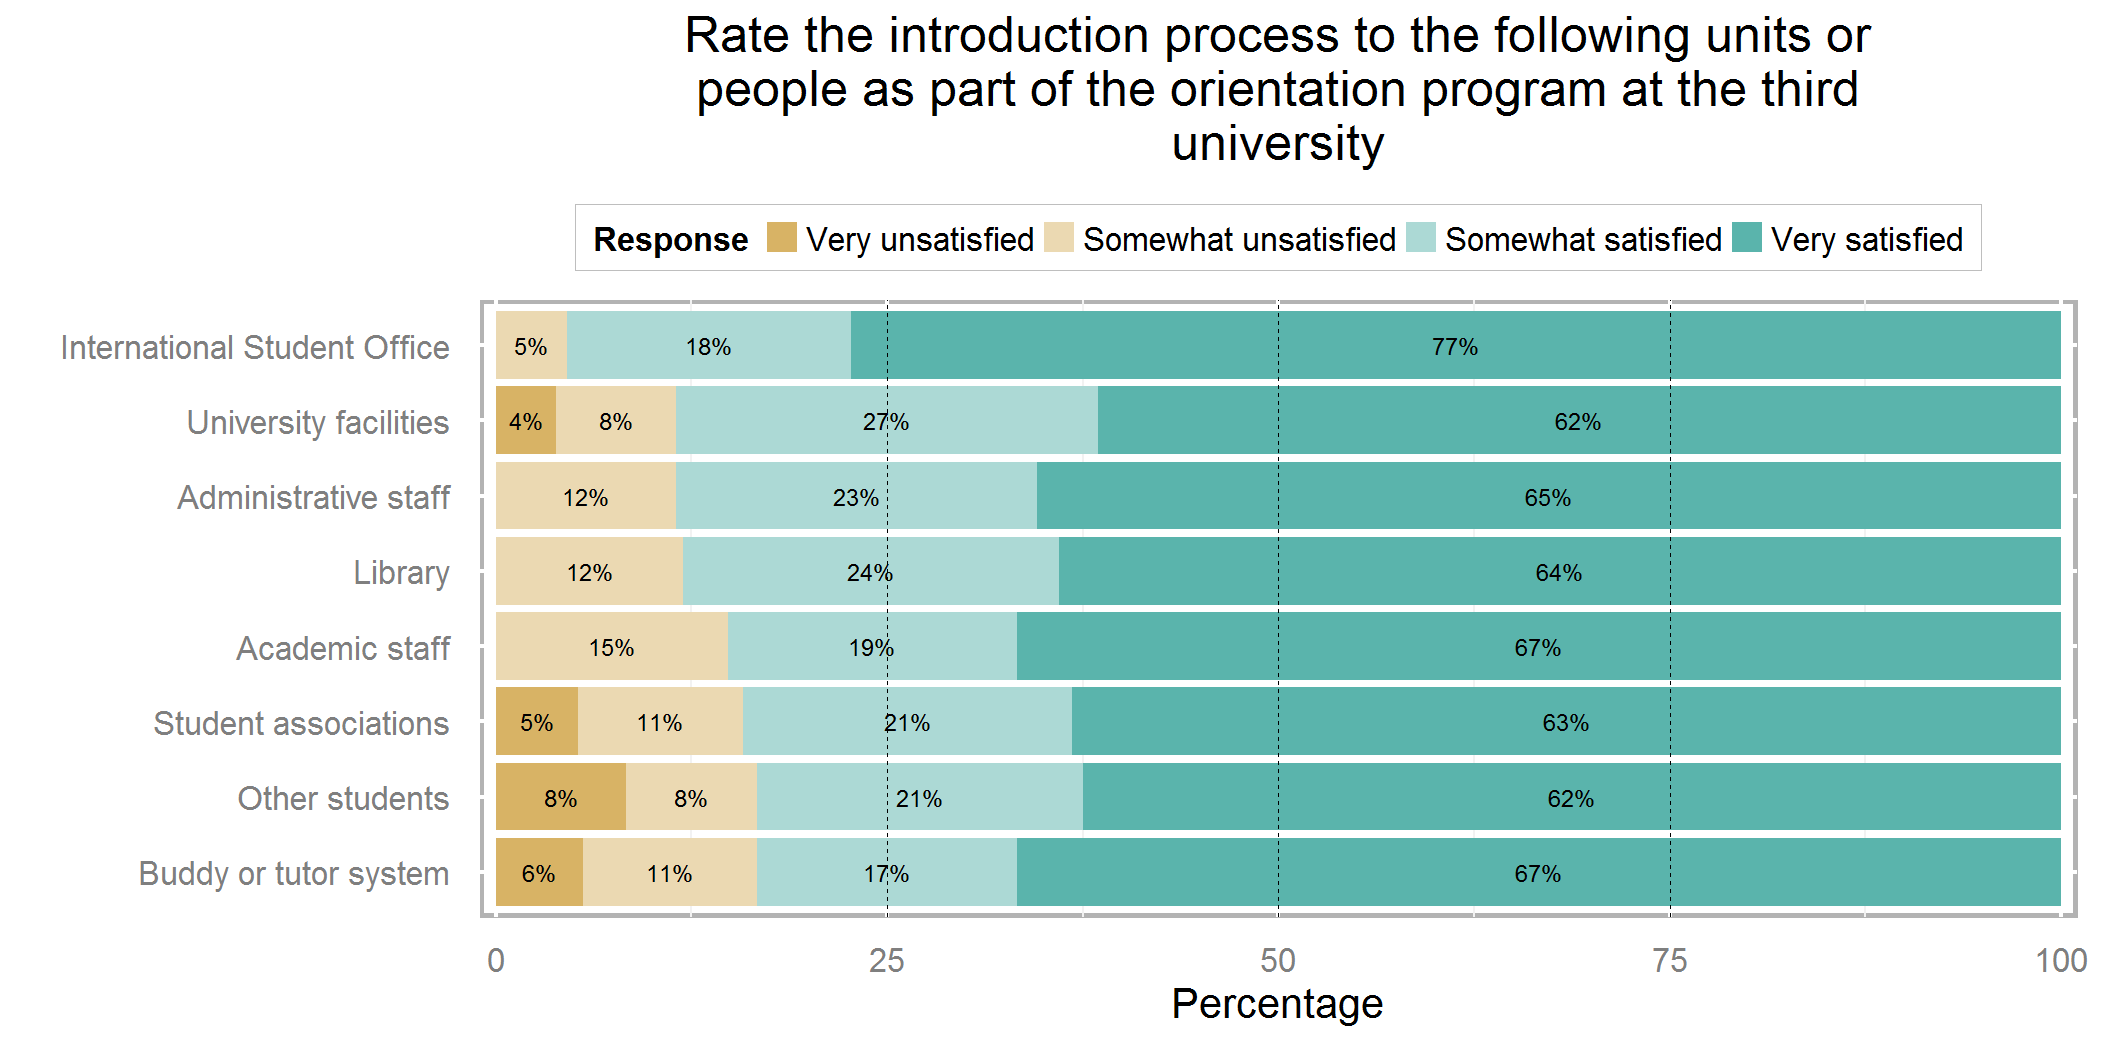 Rate the introduction process to the following units or
people as part of the orientation program at the third
university
Response Very unsatisfied Somewhat unsatisfied Somewhat satisfied Very satisfied
International Student Office 5% 18% 77%
University facilities 4% 8% 27% 62%
Administrative staff 12% 23% 65%
Library 12% 24% 64%
Academic staff 15% 19% 67%
Student associations 5% 11% 21% 63%
Other students 8% 8% 21% 62%
Buddy or tutor system 6% 11% 17% 67%
0 25 50 75 100
Percentage